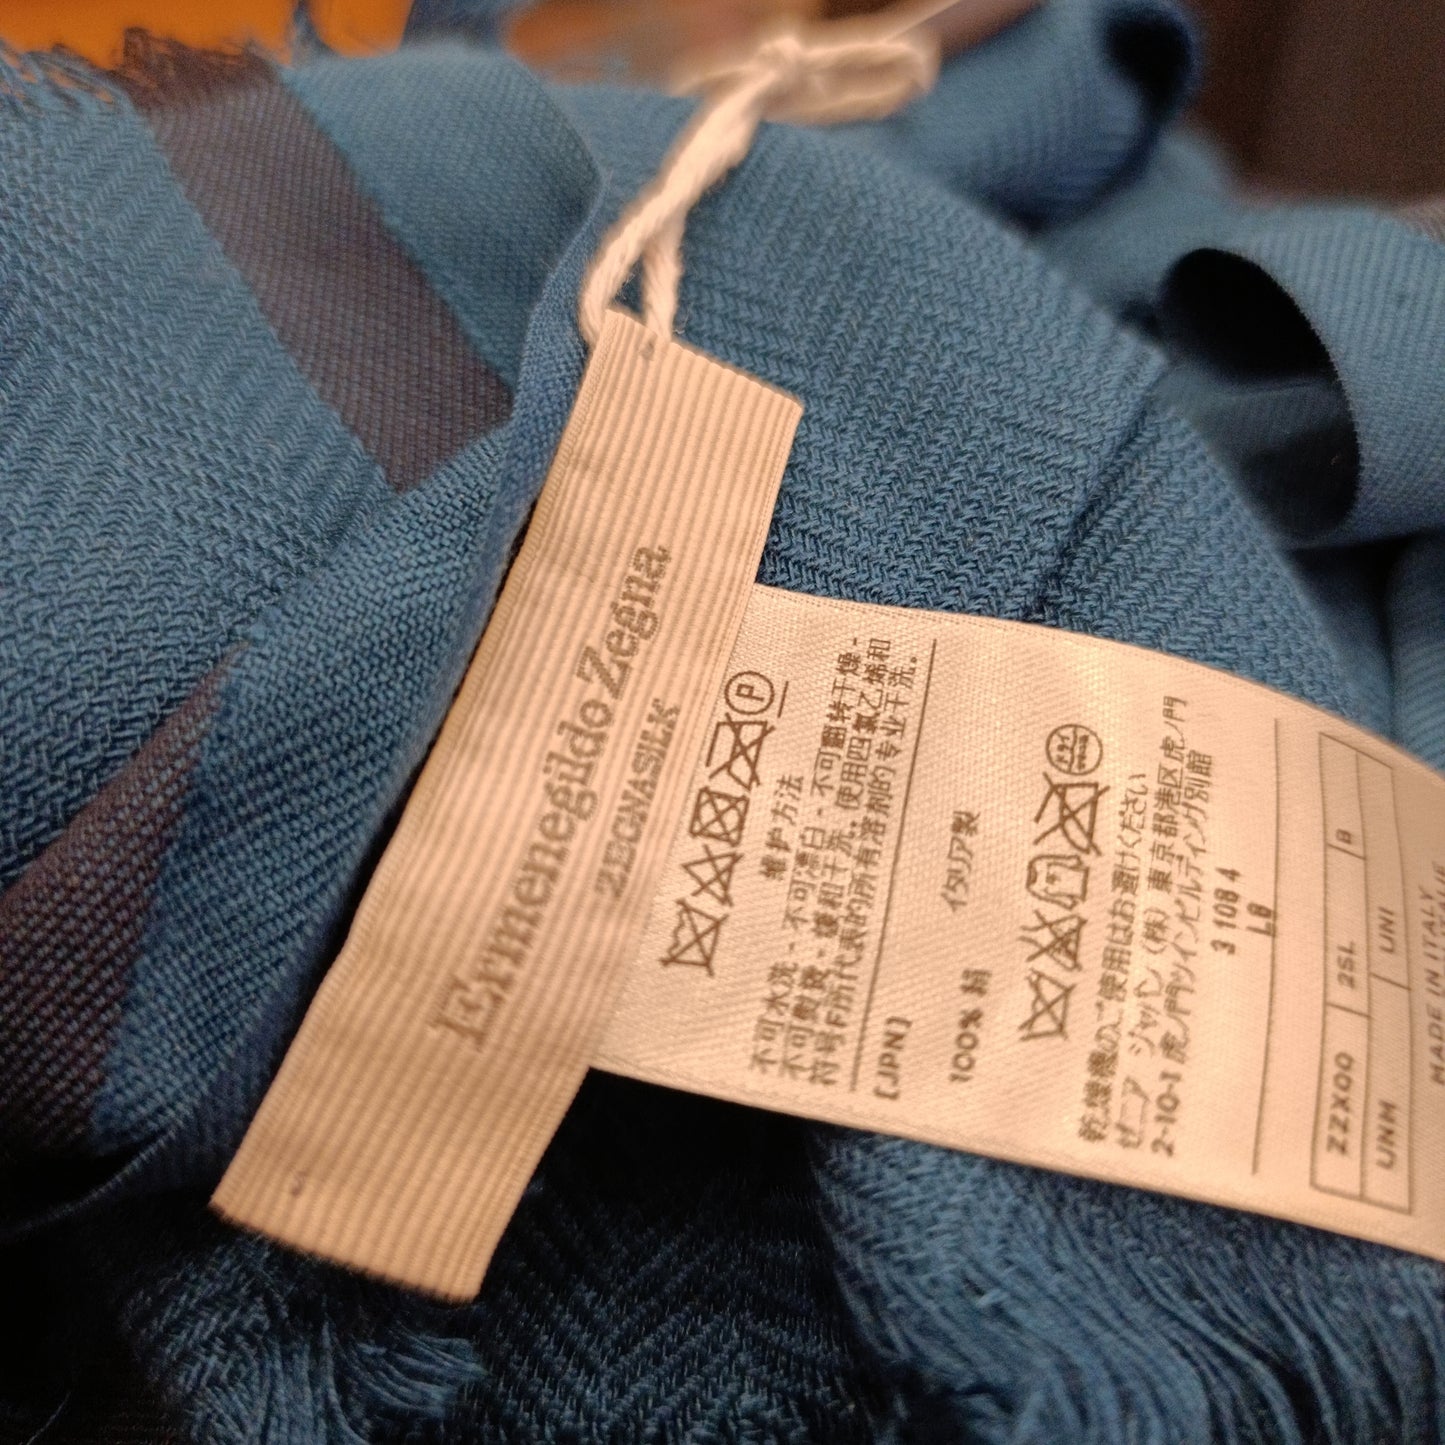 Ermenegildo Zegna
ZEGNASILK
P
维护方法
不可水洗 - 不可漂白 - 不可翻转干燥 -
不可熨烫 - 缓和干洗. 使用四氯乙烯和
符号F所代表的所有溶剂的专业干洗.
[JPN]
100% 絹 イタリア製
乾燥機のご使用はお避けください
ゼニア ジャパン (株) 東京都港区虎ノ門
2-10-1 虎ノ門ツインビルディング別館
3 1084
L8
ZZX00 2SL B
UNM UNI
MADE IN ITALY